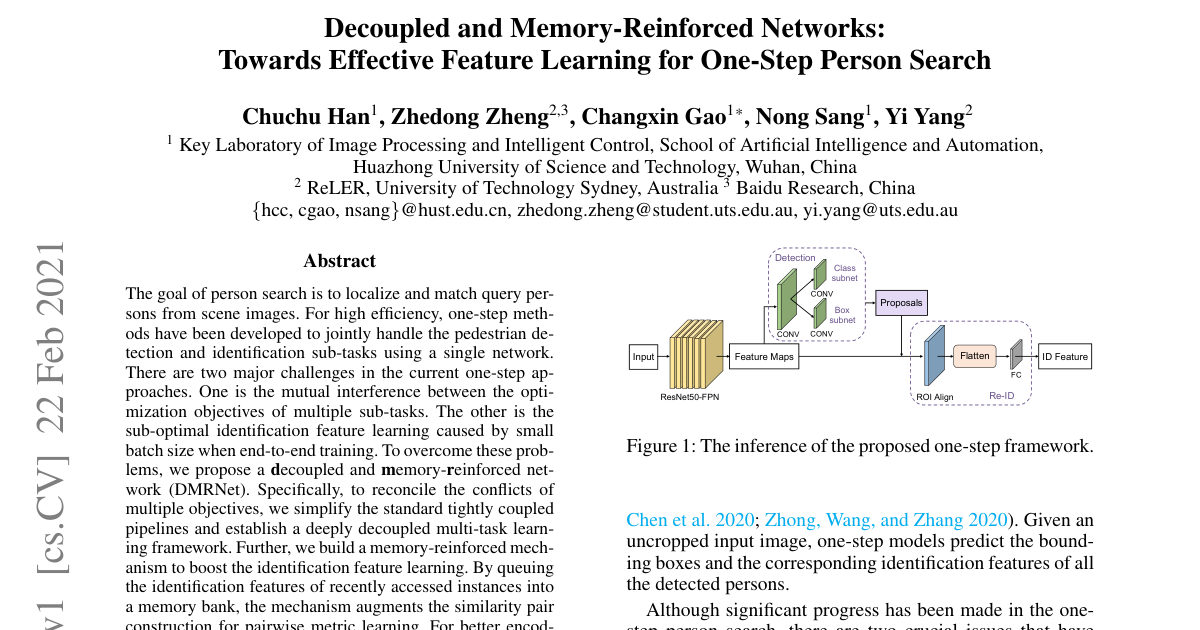 Decoupled and Memory-Reinforced Networks:
Towards Effective Feature Learning for One-Step Person Search
Chuchu Han1, Zhedong Zheng2,3, Changxin Gao1*, Nong Sang1, Yi Yang2
1 Key Laboratory of Image Processing and Intelligent Control, School of Artificial Intelligence and Automation,
Huazhong University of Science and Technology, Wuhan, China
2 ReLER, University of Technology Sydney, Australia 3 Baidu Research, China
{hcc, cgao, nsang}@hust.edu.cn, zhedong.zheng@student.uts.edu.au, yi.yang@uts.edu.au
[cs.CV] 22 Feb 2021
Abstract
The goal of person search is to localize and match query per-
sons from scene images. For high efficiency, one-step meth-
ods have been developed to jointly handle the pedestrian de-
tection and identification sub-tasks using a single network.
There are two major challenges in the current one-step ap-
proaches. One is the mutual interference between the opti-
mization objectives of multiple sub-tasks. The other is the
sub-optimal identification feature learning caused by small
batch size when end-to-end training. To overcome these prob-
lems, we propose a decoupled and memory-reinforced net-
work (DMRNet). Specifically, to reconcile the conflicts of
multiple objectives, we simplify the standard tightly coupled
pipelines and establish a deeply decoupled multi-task learn-
ing framework. Further, we build a memory-reinforced mech-
anism to boost the identification feature learning. By queuing
the identification features of recently accessed instances into
a memory bank, the mechanism augments the similarity pair
construction for pairwise metric learning. For better encod-
Detection
Class
subnet
CONV
Box
subnet
CONV
CONV
Proposals
Input
Feature Maps
Flatten
ID Feature
FC
ResNet50-FPN
ROI Align
Re-ID
Figure 1: The inference of the proposed one-step framework.
Chen et al. 2020; Zhong, Wang, and Zhang 2020). Given an
uncropped input image, one-step models predict the bound-
ing boxes and the corresponding identification features of all
the detected persons.
Although significant progress has been made in the one-
step person search, there are two crucial issues that have